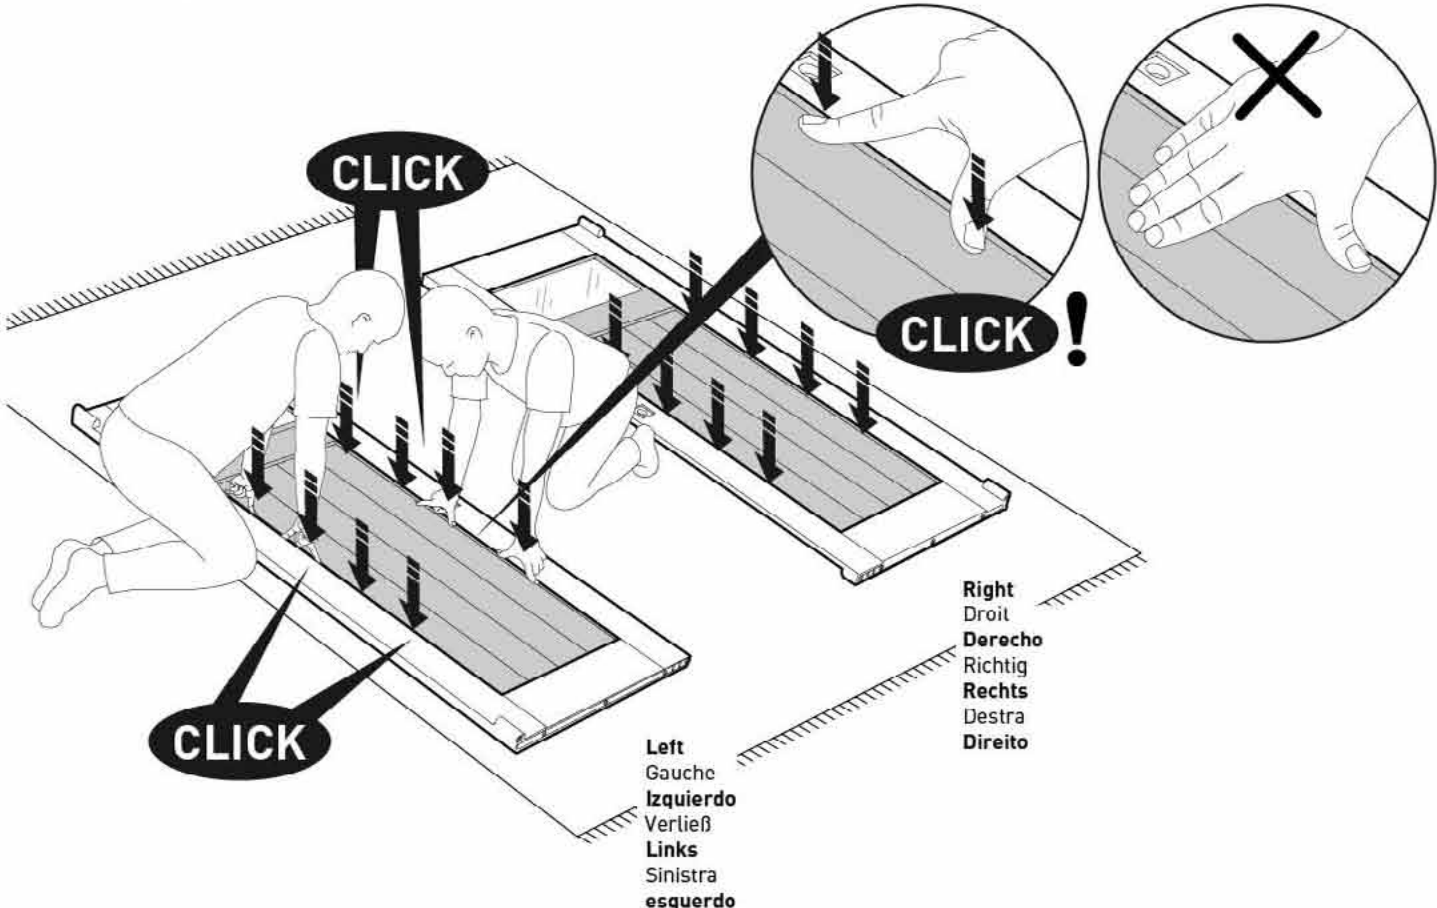 CLICK
CLICK!
CLICK
Right
Droit
Derecho
Richtig
Rechts
Destra
Direito
Left
Gauche
Izquierdo
Verließ
Links
Sinistra
esquerdo